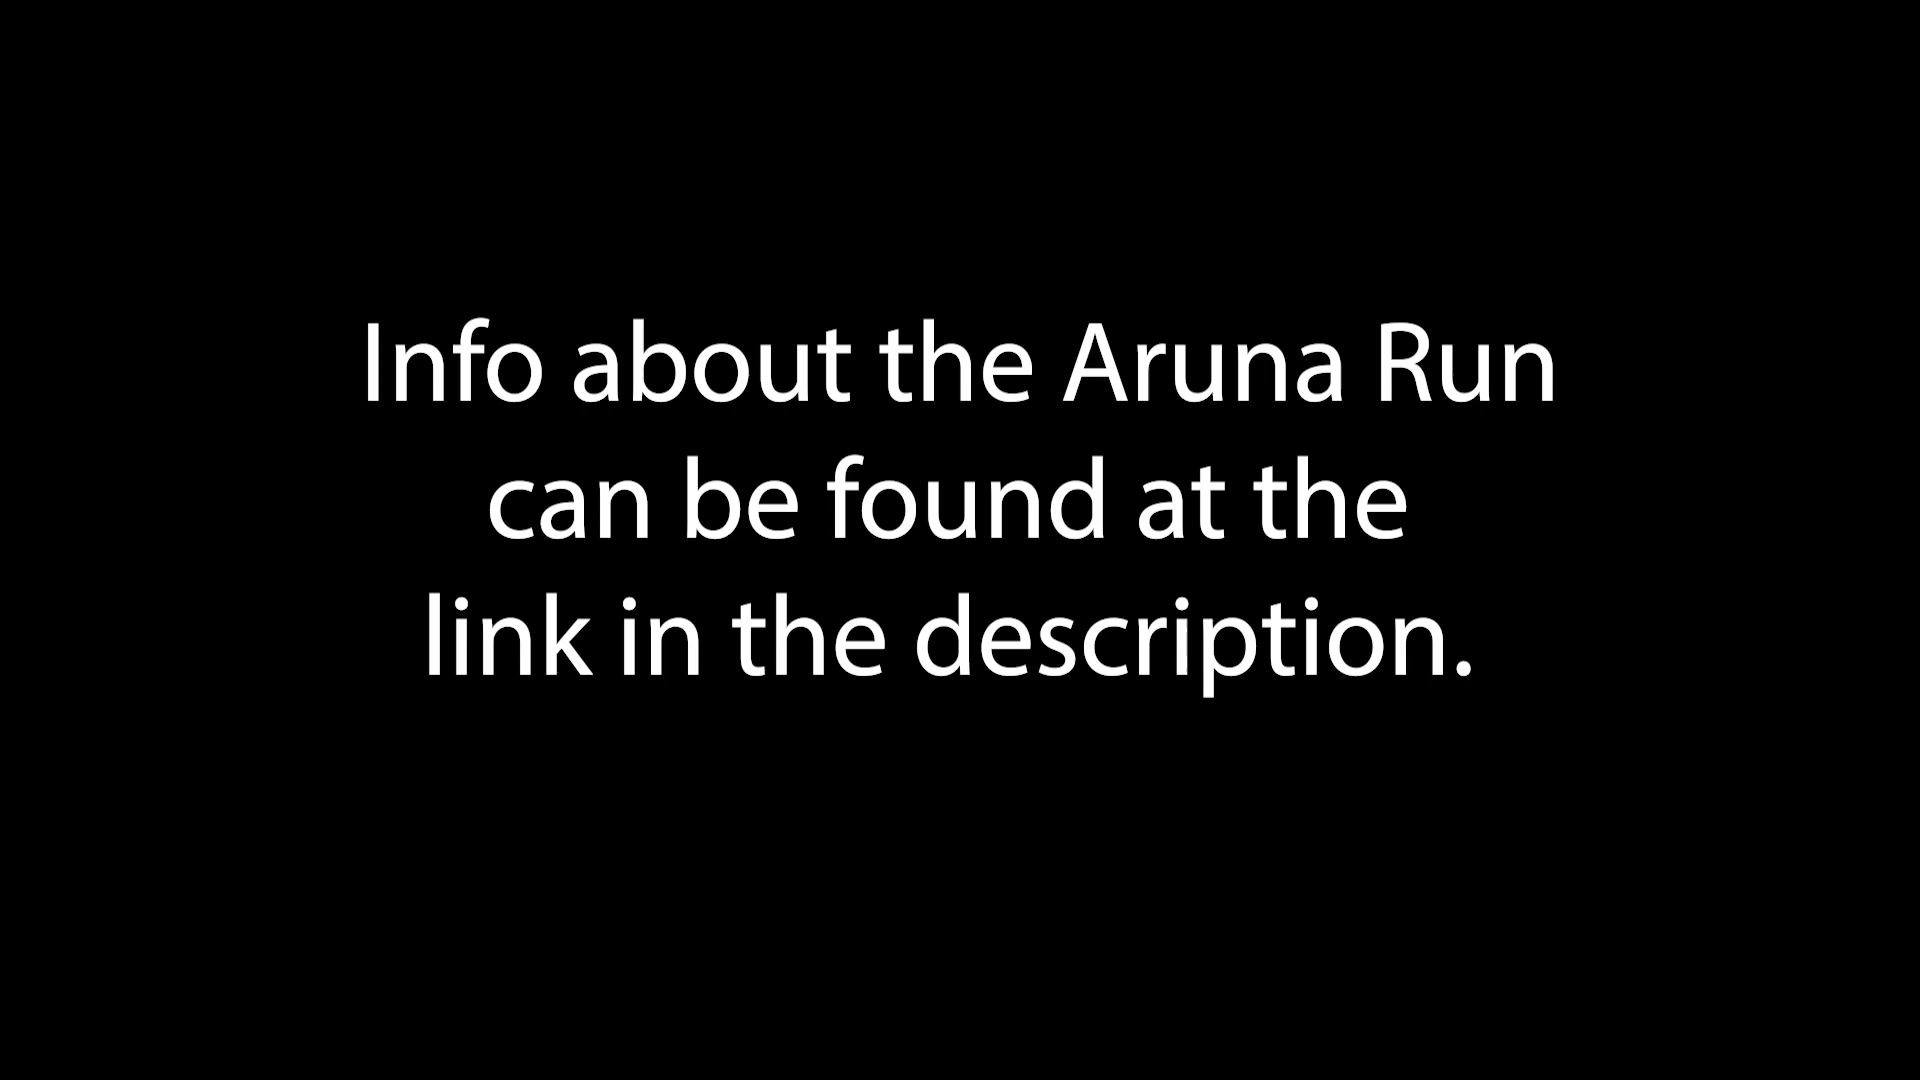 Info about the Aruna Run
can be found at the
link in the description.